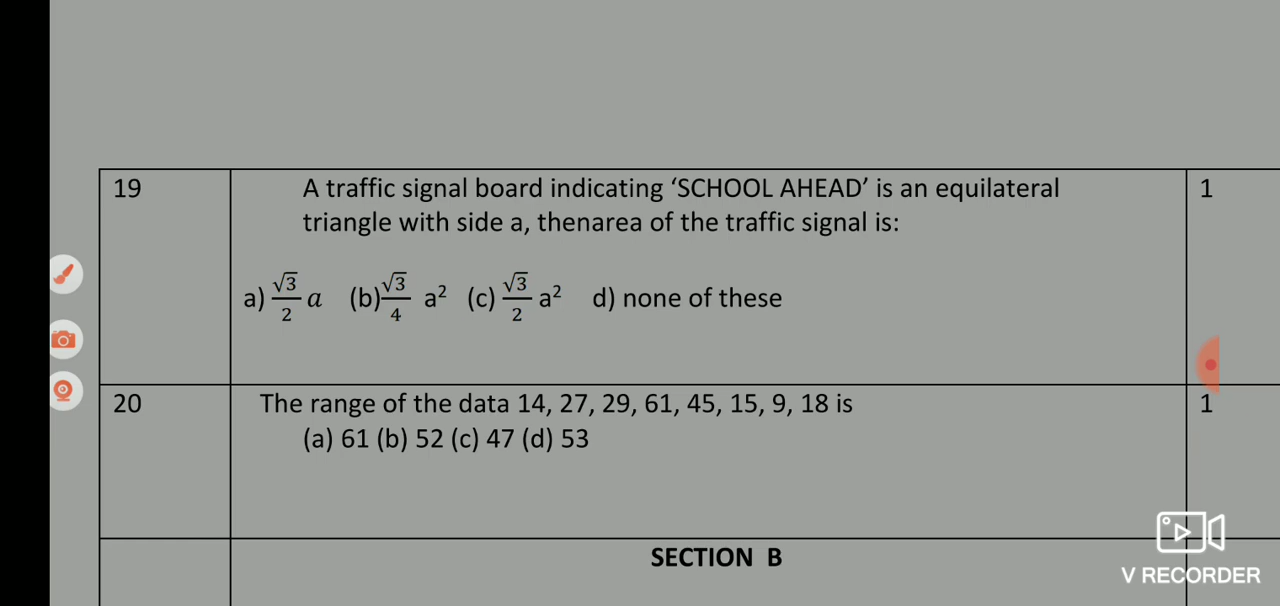 19 A traffic signal board indicating ‘SCHOOL AHEAD’ is an equilateral 1
triangle with side a, thenarea of the traffic signal is:
a) √3/2 a (b) √3/4 a² (c) √3/2 a² d) none of these
20 The range of the data 14, 27, 29, 61, 45, 15, 9, 18 is 1
(a) 61 (b) 52 (c) 47 (d) 53
SECTION B
V RECORDER